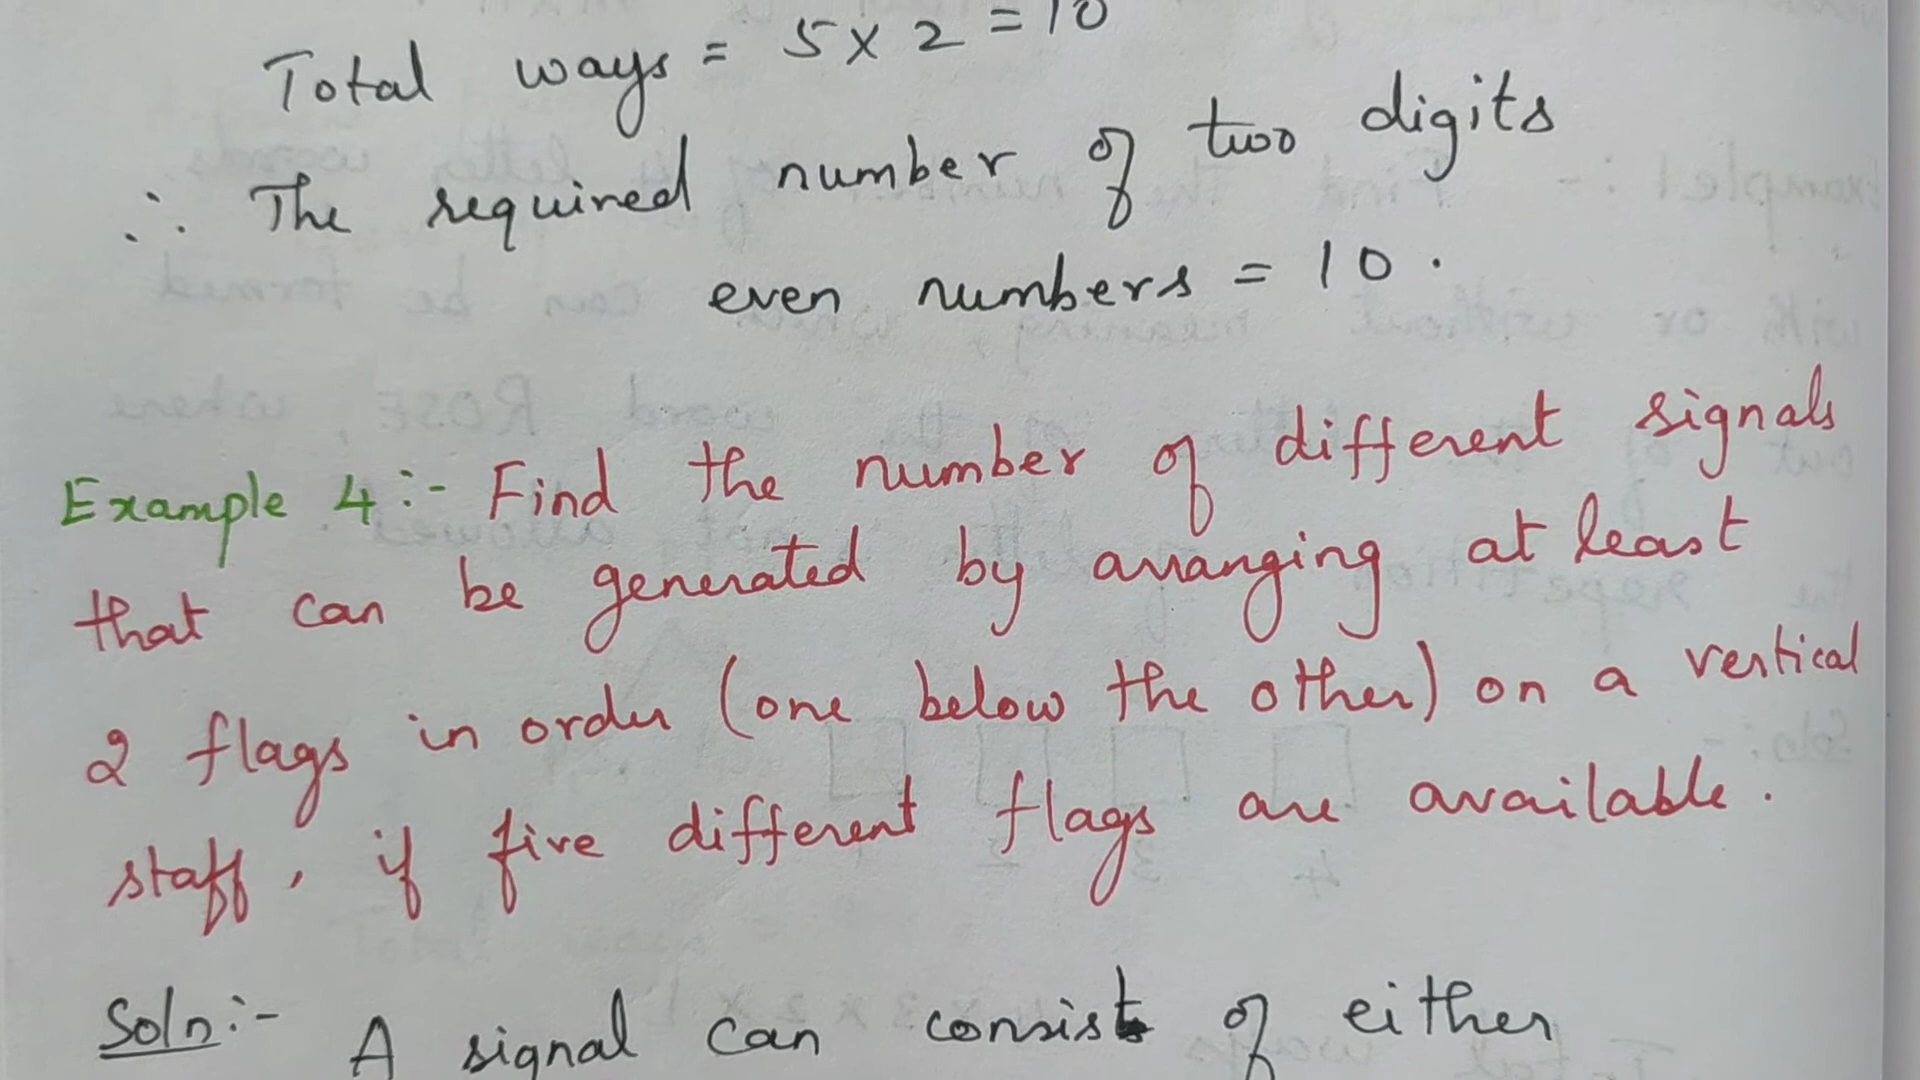 Total ways = 5 x 2 = 10
∴ The required number of two digits
even numbers = 10.
Example 4:- Find the number of different signals
that can be generated by arranging at least
2 flags in order (one below the other) on a vertical
staff, if five different flags are available.
Soln:- A signal can consist of either